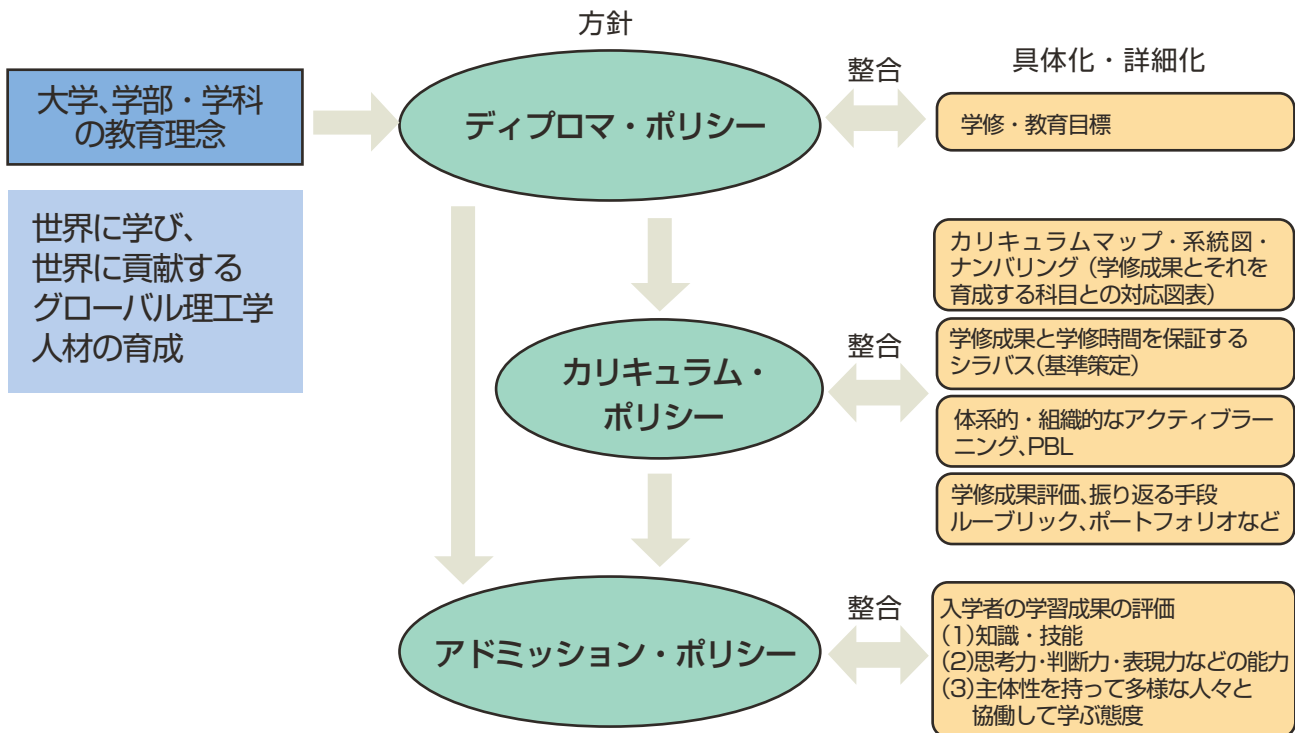 方針
具体化・詳細化
大学、学部・学科
の教育理念
世界に学び、
世界に貢献する
グローバル理工学
人材の育成
ディプロマ・ポリシー
整合
学修・教育目標
カリキュラム・
ポリシー
整合
カリキュラムマップ・系統図・
ナンバリング（学修成果とそれを
育成する科目との対応図表）
学修成果と学修時間を保証する
シラバス（基準策定）
体系的・組織的なアクティブラー
ニング、PBL
学修成果評価、振り返る手段
ルーブリック、ポートフォリオなど
アドミッション・ポリシー
整合
入学者の学習成果の評価
(1)知識・技能
(2)思考力・判断力・表現力などの能力
(3)主体性を持って多様な人々と
協働して学ぶ態度